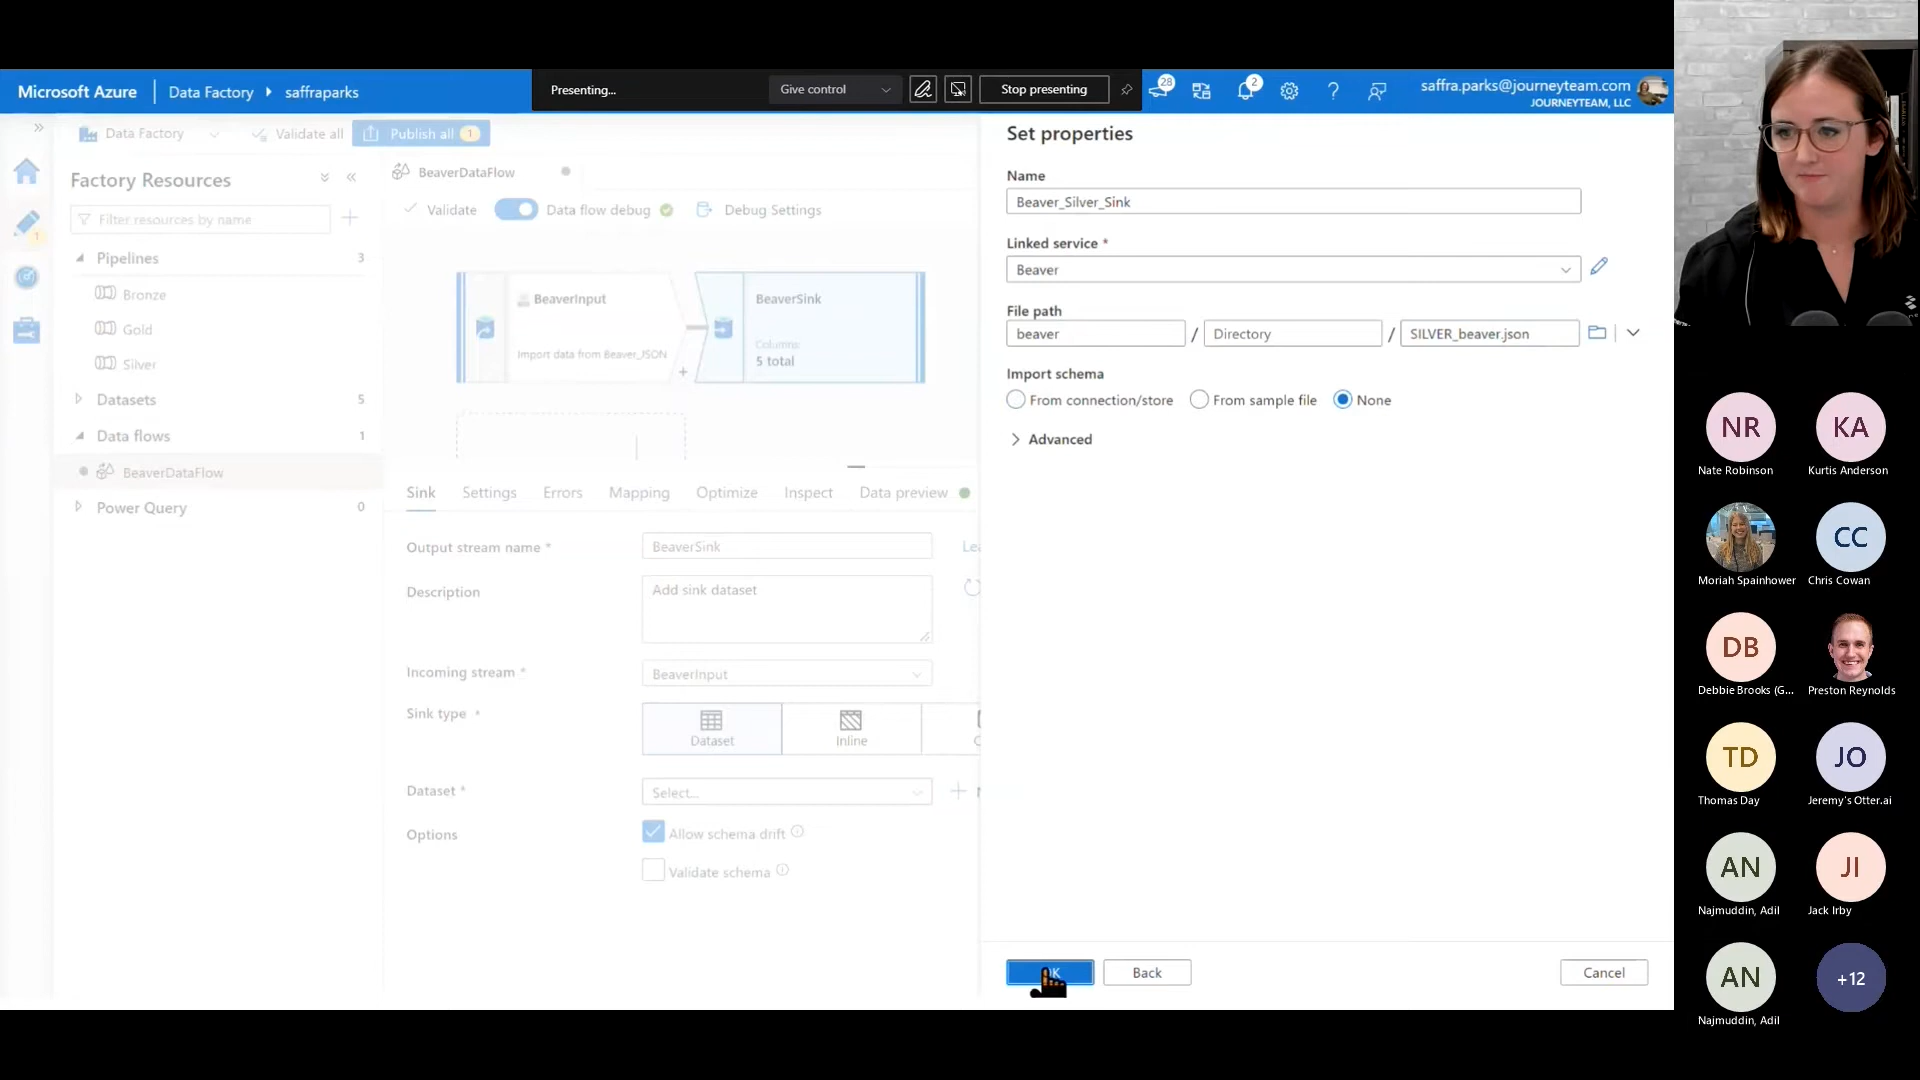 Microsoft Azure
Data Factory
saffraparks
Presenting...
Give control
Stop presenting
28
2
saffra.parks@journeyteam.com
JOURNEYTEAM, LLC
Data Factory
Validate all
Publish all
1
1
Factory Resources
Filter resources by name
Pipelines
3
Bronze
Gold
Silver
Datasets
5
Data flows
1
BeaverDataFlow
Power Query
0
BeaverDataFlow
Validate
Data flow debug
Debug Settings
BeaverInput
Import data from Beaver_JSON
BeaverSink
Columns:
5 total
Sink
Settings
Errors
Mapping
Optimize
Inspect
Data preview
Output stream name *
BeaverSink
Description
Add sink dataset
Incoming stream *
BeaverInput
Sink type *
Dataset
Inline
Dataset *
Select...
Options
Allow schema drift
Validate schema
Set properties
Name
Beaver_Silver_Sink
Linked service *
Beaver
File path
beaver / Directory / SILVER_beaver.json
Import schema
From connection/store
From sample file
None
Advanced
OK
Back
Cancel
NR
Nate Robinson
KA
Kurtis Anderson
Moriah Spainhower
CC
Chris Cowan
DB
Debbie Brooks (G...
Preston Reynolds
TD
Thomas Day
JO
Jeremy's Otter.ai
AN
Najmuddin, Adil
JI
Jack Irby
AN
Najmuddin, Adil
+12